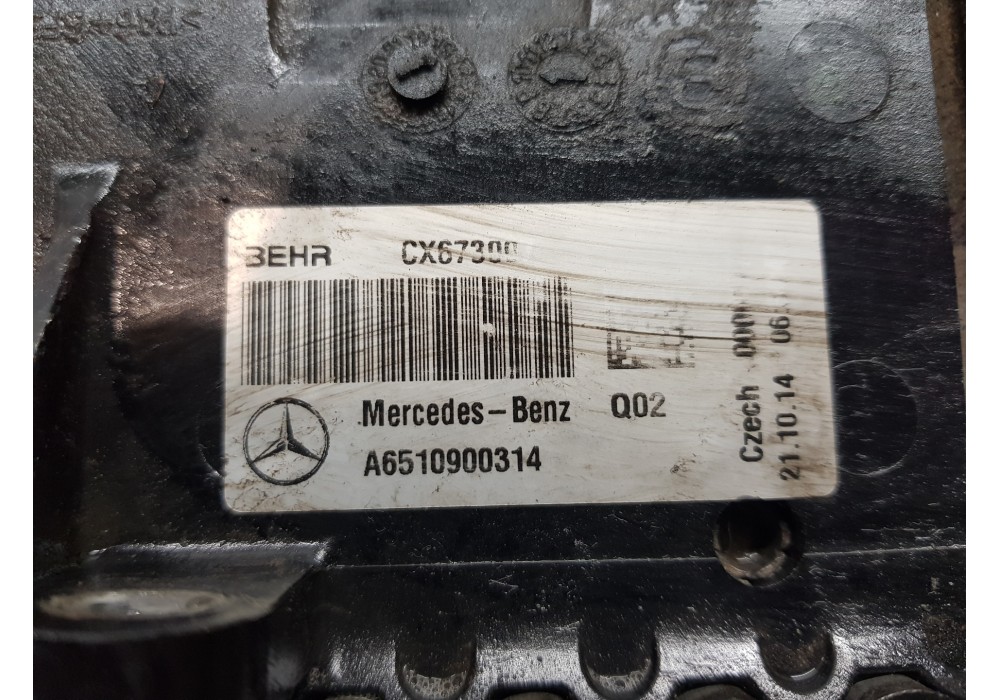 BEHR
Mercedes-Benz Q02
A6510900314
Czech
21.10.14